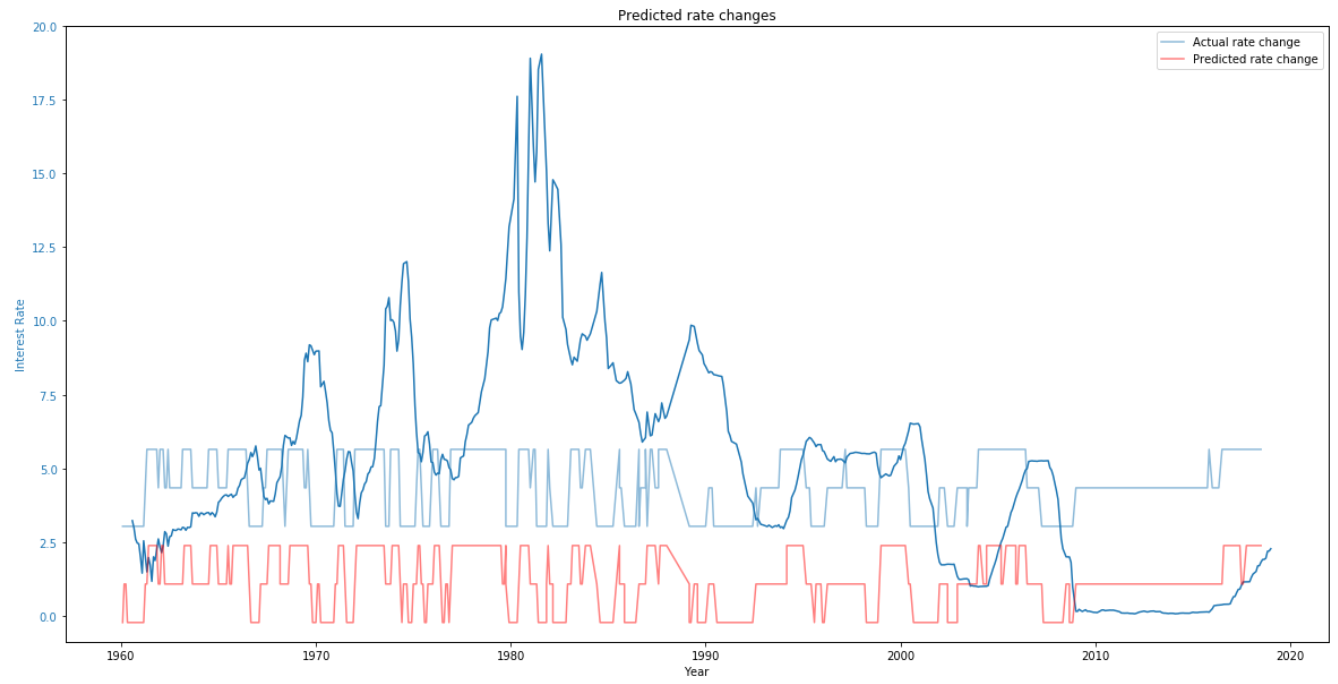 Predicted rate changes
Actual rate change
Predicted rate change
Interest Rate
20.0
17.5
15.0
12.5
10.0
7.5
5.0
2.5
0.0
1960 1970 1980 1990 2000 2010 2020
Year